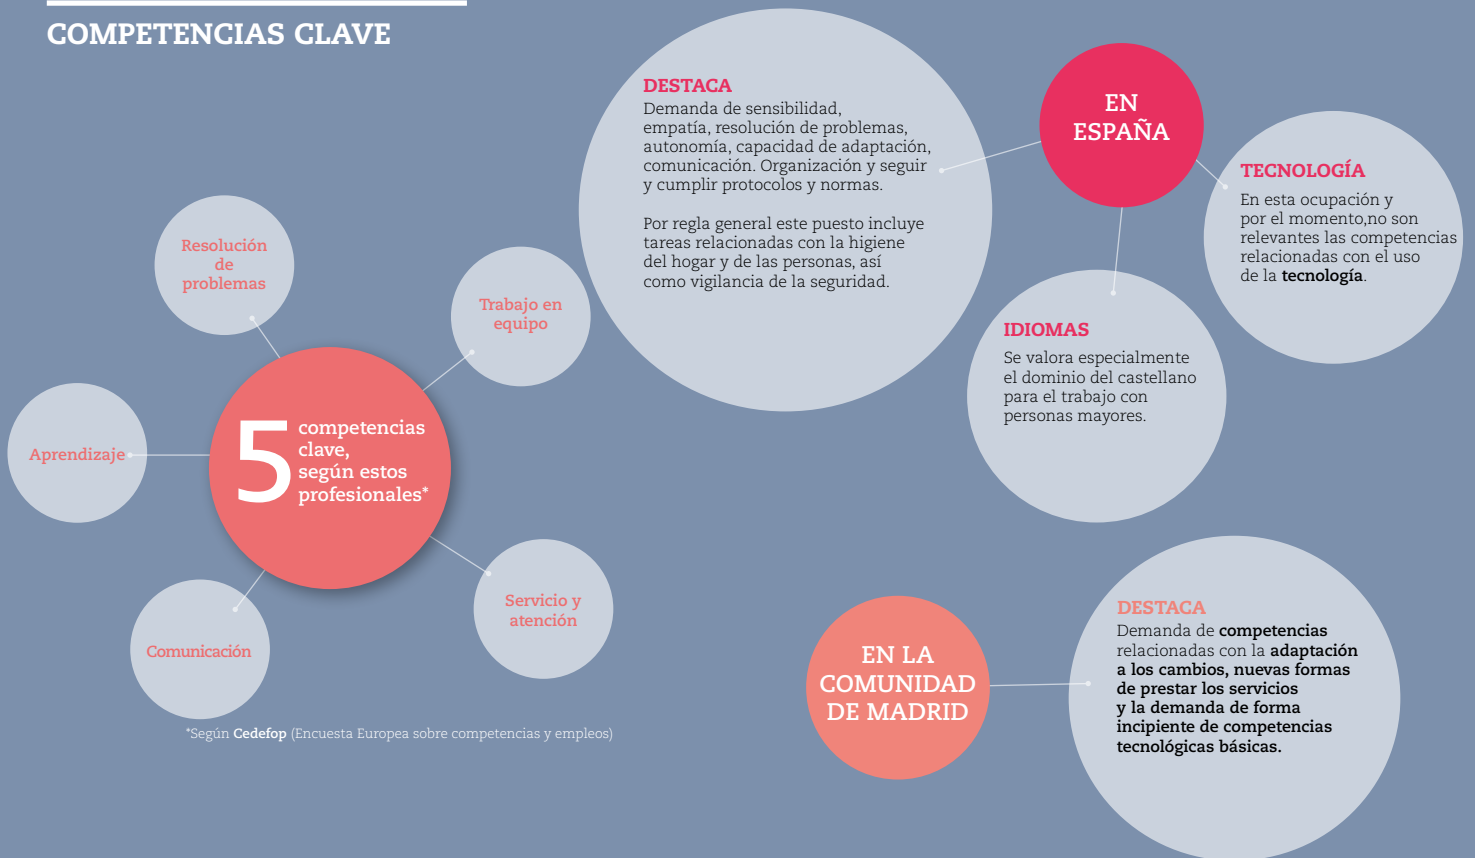 COMPETENCIAS CLAVE
Resolución
de
problemas
Trabajo en
equipo
Aprendizaje
5 competencias
clave,
según estos
profesionales*
Servicio y
atención
Comunicación
*Según Cedefop (Encuesta Europea sobre competencias y empleos)
DESTACA
Demanda de sensibilidad,
empatía, resolución de problemas,
autonomía, capacidad de adaptación,
comunicación. Organización y seguir
y cumplir protocolos y normas.
Por regla general este puesto incluye
tareas relacionadas con la higiene
del hogar y de las personas, así
como vigilancia de la seguridad.
EN
ESPAÑA
TECNOLOGÍA
En esta ocupación y
por el momento,no son
relevantes las competencias
relacionadas con el uso
de la tecnología.
IDIOMAS
Se valora especialmente
el dominio del castellano
para el trabajo con
personas mayores.
EN LA
COMUNIDAD
DE MADRID
DESTACA
Demanda de competencias
relacionadas con la adaptación
a los cambios, nuevas formas
de prestar los servicios
y la demanda de forma
incipiente de competencias
tecnológicas básicas.